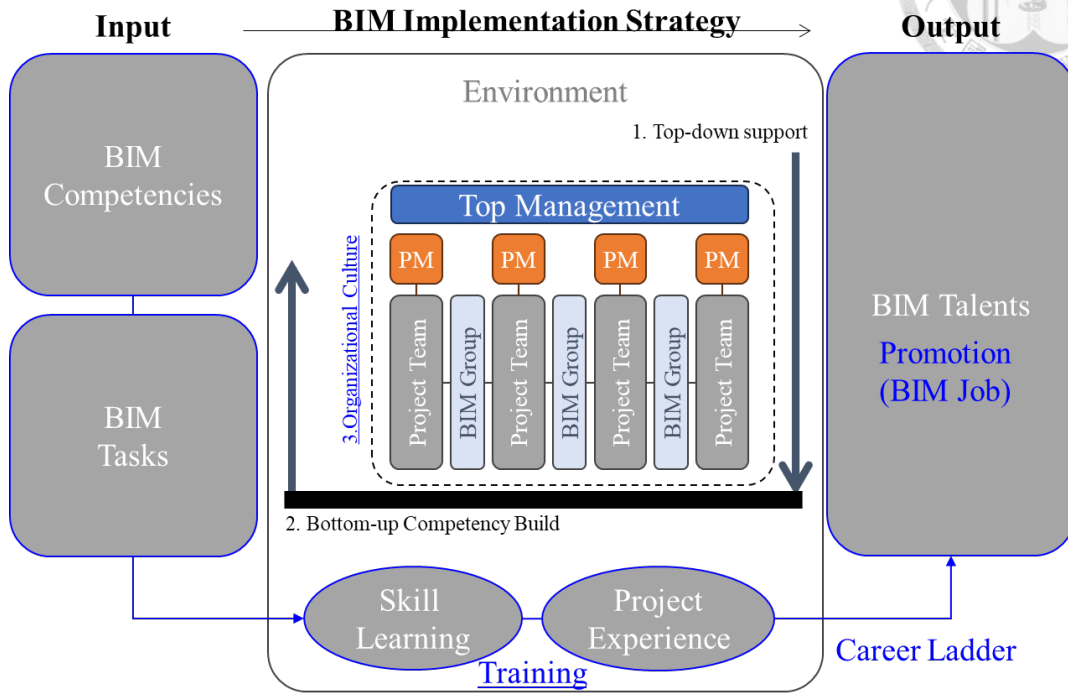 Input
BIM Implementation Strategy
Output
BIM
Competencies
BIM
Tasks
Environment
1. Top-down support
Top Management
PM
PM
PM
PM
3.Organizational Culture
Project Team
BIM Group
Project Team
BIM Group
Project Team
BIM Group
Project Team
2. Bottom-up Competency Build
Skill
Learning
Project
Experience
Training
BIM Talents
Promotion
(BIM Job)
Career Ladder